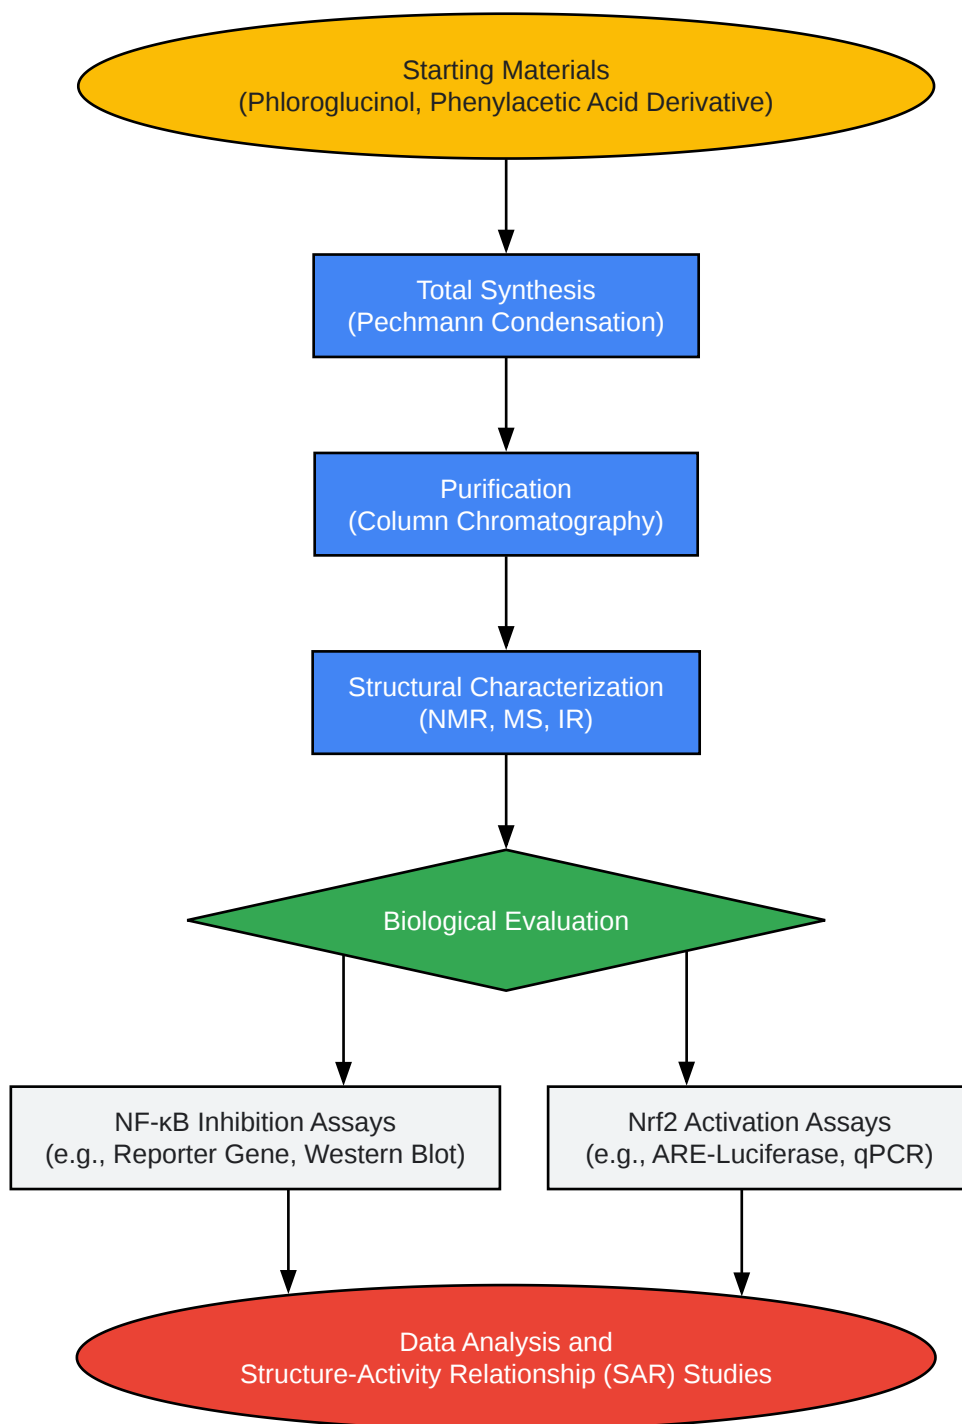 Starting Materials
(Phloroglucinol, Phenylacetic Acid Derivative)
Total Synthesis
(Pechmann Condensation)
Purification
(Column Chromatography)
Structural Characterization
(NMR, MS, IR)
Biological Evaluation
NF-κB Inhibition Assays
(e.g., Reporter Gene, Western Blot)
Nrf2 Activation Assays
(e.g., ARE-Luciferase, qPCR)
Data Analysis and
Structure-Activity Relationship (SAR) Studies